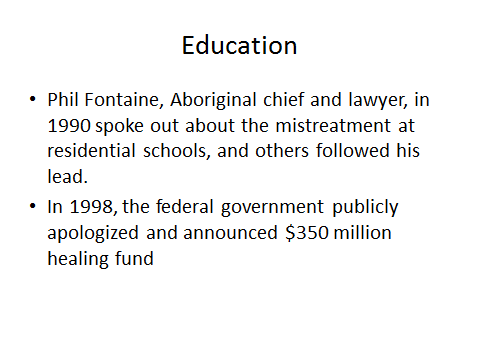 Education
• Phil Fontaine, Aboriginal chief and lawyer, in
1990 spoke out about the mistreatment at
residential schools, and others followed his
lead.
• In 1998, the federal government publicly
apologized and announced $350 million
healing fund